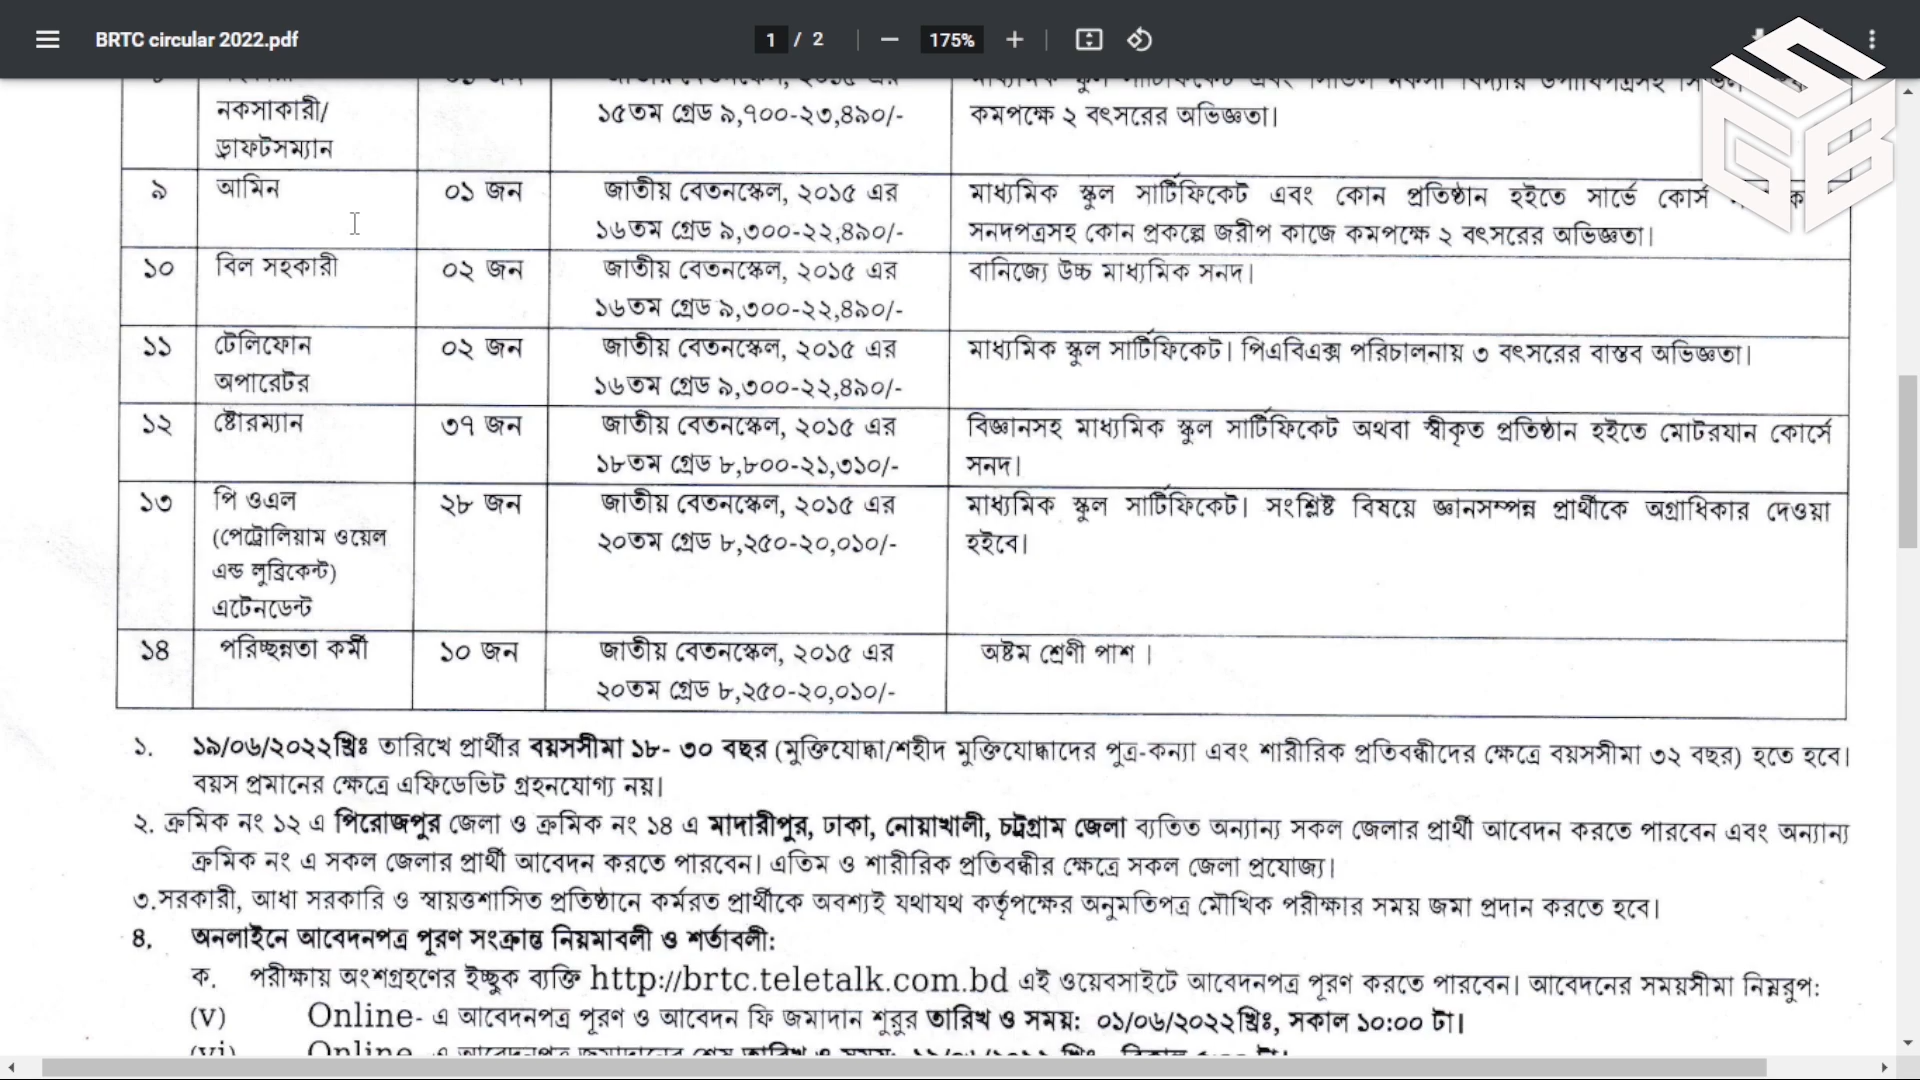 BRTC circular 2022.pdf
1 / 2
175%
SGB
নকসাকারী/
ড্রাফটসম্যান
১৫তম গ্রেড ৯,৭০০-২৩,৪৯০/-
কমপক্ষে ২ বৎসরের অভিজ্ঞতা।
৯ আমিন ০১ জন জাতীয় বেতনস্কেল, ২০১৫ এর
১৬তম গ্রেড ৯,৩০০-২২,৪৯০/-
মাধ্যমিক স্কুল সার্টিফিকেট এবং কোন প্রতিষ্ঠান হইতে সার্ভে কোর্স
সনদপত্রসহ কোন প্রকল্পে জরীপ কাজে কমপক্ষে ২ বৎসরের অভিজ্ঞতা।
১০ বিল সহকারী ০২ জন জাতীয় বেতনস্কেল, ২০১৫ এর
১৬তম গ্রেড ৯,৩০০-২২,৪৯০/-
বানিজ্যে উচ্চ মাধ্যমিক সনদ।
১১ টেলিফোন
অপারেটর
০২ জন জাতীয় বেতনস্কেল, ২০১৫ এর
১৬তম গ্রেড ৯,৩০০-২২,৪৯০/-
মাধ্যমিক স্কুল সার্টিফিকেট। পিএবিএক্স পরিচালনায় ৩ বৎসরের বাস্তব অভিজ্ঞতা।
১২ ষ্টোরম্যান ৩৭ জন জাতীয় বেতনস্কেল, ২০১৫ এর
১৮তম গ্রেড ৮,৮০০-২১,৩১০/-
বিজ্ঞানসহ মাধ্যমিক স্কুল সার্টিফিকেট অথবা স্বীকৃত প্রতিষ্ঠান হইতে মোটরযান কোর্সে
সনদ।
১৩ পি ওএল
(পেট্রোলিয়াম ওয়েল
এন্ড লুব্রিকেন্ট)
এটেনডেন্ট
২৮ জন জাতীয় বেতনস্কেল, ২০১৫ এর
২০তম গ্রেড ৮,২৫০-২০,০১০/-
মাধ্যমিক স্কুল সার্টিফিকেট। সংশ্লিষ্ট বিষয়ে জ্ঞানসম্পন্ন প্রার্থীকে অগ্রাধিকার দেওয়া
হইবে।
১৪ পরিচ্ছন্নতা কর্মী ১০ জন জাতীয় বেতনস্কেল, ২০১৫ এর
২০তম গ্রেড ৮,২৫০-২০,০১০/-
অষ্টম শ্রেণী পাশ ।
১. ১৯/০৬/২০২২খ্রিঃ তারিখে প্রার্থীর বয়সসীমা ১৮- ৩০ বছর (মুক্তিযোদ্ধা/শহীদ মুক্তিযোদ্ধাদের পুত্র-কন্যা এবং শারীরিক প্রতিবন্ধীদের ক্ষেত্রে বয়সসীমা ৩২ বছর) হতে হবে।
বয়স প্রমানের ক্ষেত্রে এফিডেভিট গ্রহনযোগ্য নয়।
২. ক্রমিক নং ১২ এ পিরোজপুর জেলা ও ক্রমিক নং ১৪ এ মাদারীপুর, ঢাকা, নোয়াখালী, চট্রগ্রাম জেলা ব্যতিত অন্যান্য সকল জেলার প্রার্থী আবেদন করতে পারবেন এবং অন্যান্য
ক্রমিক নং এ সকল জেলার প্রার্থী আবেদন করতে পারবেন। এতিম ও শারীরিক প্রতিবন্ধীর ক্ষেত্রে সকল জেলা প্রযোজ্য।
৩.সরকারী, আধা সরকারি ও স্বায়ত্তশাসিত প্রতিষ্ঠানে কর্মরত প্রার্থীকে অবশ্যই যথাযথ কর্তৃপক্ষের অনুমতিপত্র মৌখিক পরীক্ষার সময় জমা প্রদান করতে হবে।
৪. অনলাইনে আবেদনপত্র পূরণ সংক্রান্ত নিয়মাবলী ও শর্তাবলী:
ক. পরীক্ষায় অংশগ্রহণের ইচ্ছুক ব্যক্তি http://brtc.teletalk.com.bd এই ওয়েবসাইটে আবেদনপত্র পূরণ করতে পারবেন। আবেদনের সময়সীমা নিম্নরুপ:
(v) Online- এ আবেদনপত্র পূরণ ও আবেদন ফি জমাদান শুরুর তারিখ ও সময়: ০১/০৬/২০২২খ্রিঃ, সকাল ১০:০০ টা।
(vi) Online